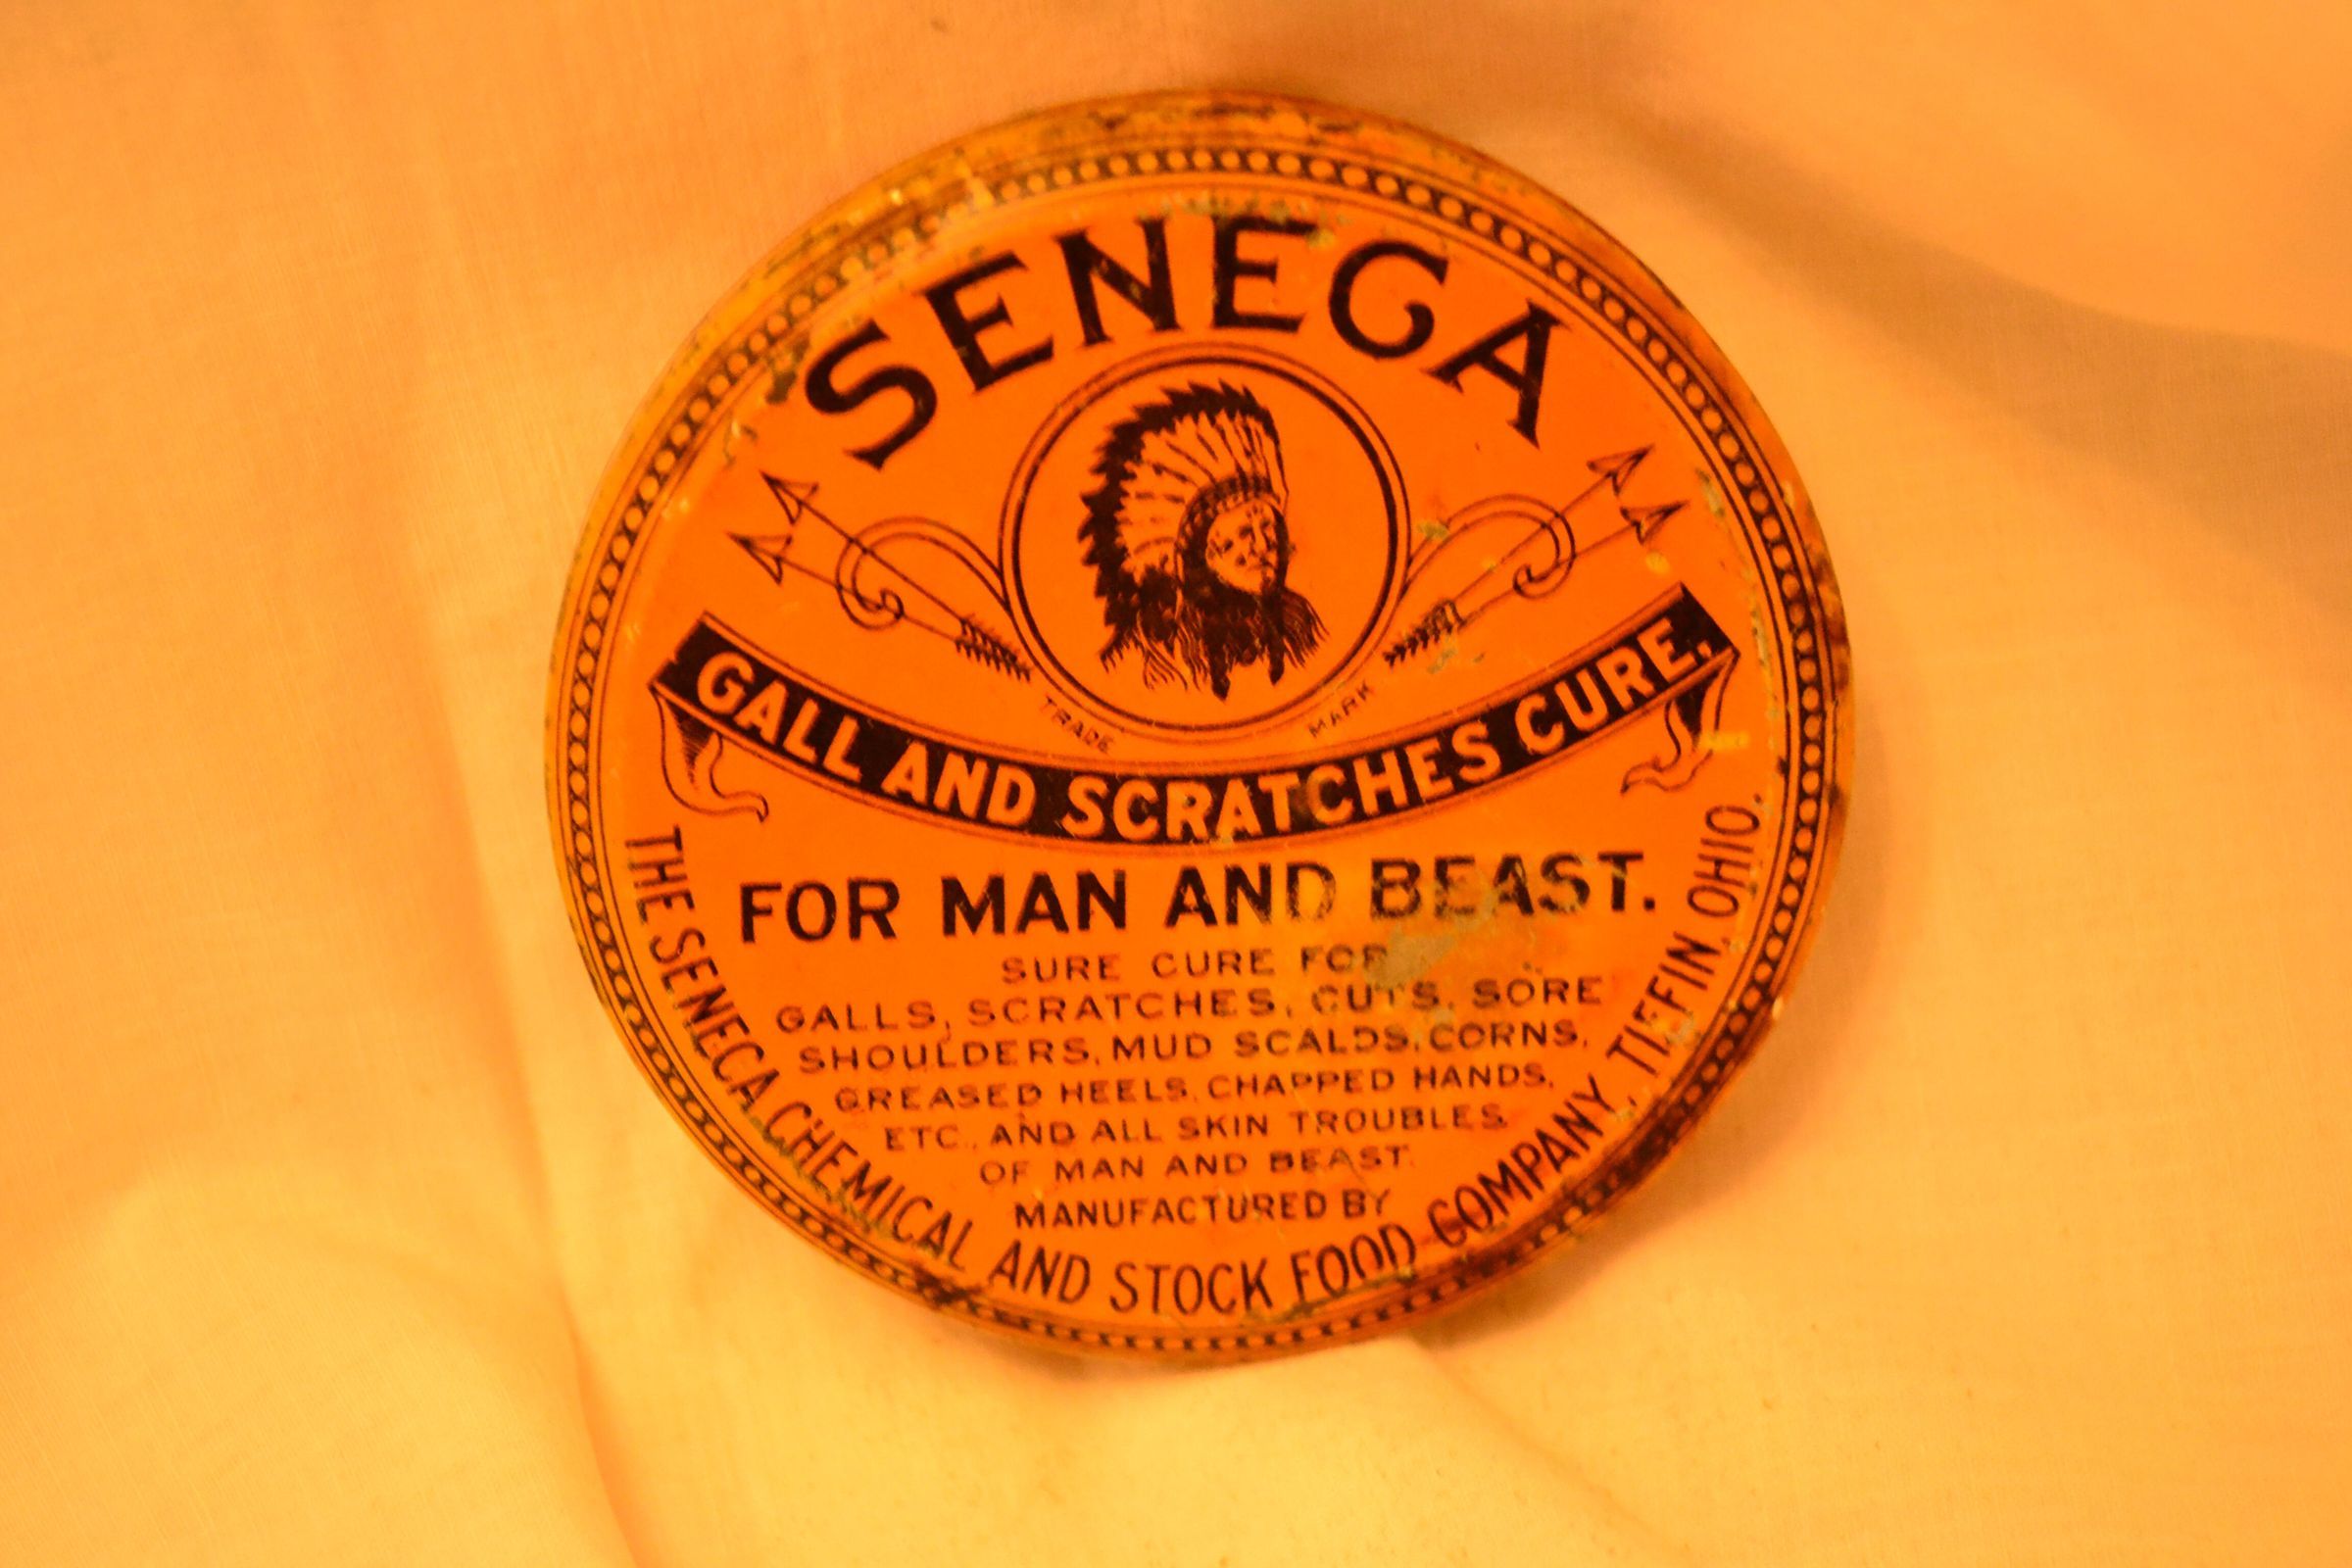 SENECA
TRADE MARK
GALL AND SCRATCHES CURE.
FOR MAN AND BEAST.
SURE CURE FOR
GALLS, SCRATCHES, CUTS, SORE
SHOULDERS, MUD SCALDS, CORNS,
GREASED HEELS, CHAPPED HANDS,
ETC., AND ALL SKIN TROUBLES
OF MAN AND BEAST.
MANUFACTURED BY
THE SENECA CHEMICAL AND STOCK FOOD COMPANY, TIFFIN, OHIO.